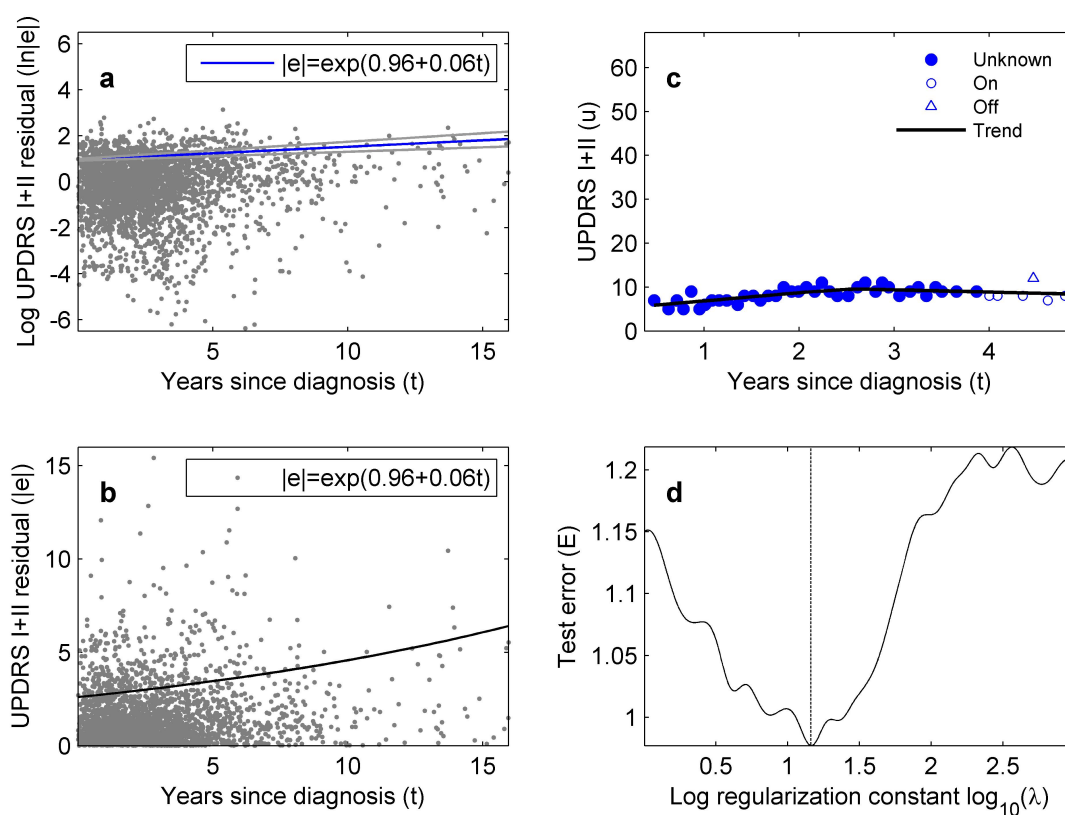 a
|e|=exp(0.96+0.06t)
Log UPDRS I+II residual (ln|e|)
6
4
2
0
-2
-4
-6
5
10
15
Years since diagnosis (t)
c
Unknown
On
Off
Trend
UPDRS I+II (u)
60
50
40
30
20
10
0
1
2
3
4
Years since diagnosis (t)
b
|e|=exp(0.96+0.06t)
UPDRS I+II residual (|e|)
15
10
5
0
5
10
15
Years since diagnosis (t)
d
Test error (E)
1.2
1.15
1.1
1.05
1
0.5
1
1.5
2
2.5
Log regularization constant log₁₀(λ)